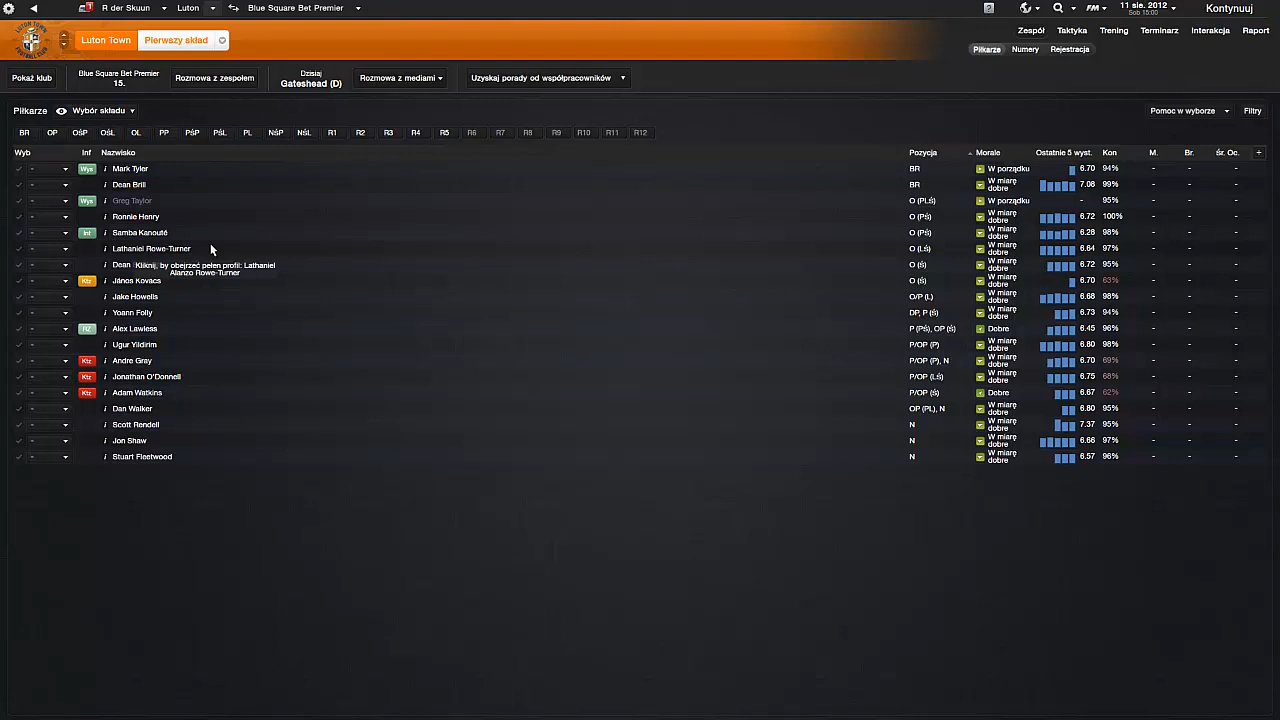 R der Skuun Luton Blue Square Bet Premier FM 11 sie. 2012 Kontynuuj
Sob 15:00
LUTON TOWN
Luton Town Pierwszy skład
Zespół Taktyka Trening Terminarz Interakcja Raport
Piłkarze Numery Rejestracja
Pokaż klub Blue Square Bet Premier 15. Rozmowa z zespołem Dzisiaj Gateshead (D) Rozmowa z mediami Uzyskaj porady od współpracowników
Piłkarze Wybór składu Pomoc w wyborze Filtry
BR OP OŚP OŚL OL PP PŚP PŚL PL NŚP NŚL R1 R2 R3 R4 R5 R6 R7 R8 R9 R10 R11 R12
Wyb Inf Nazwisko Pozycja Morale Ostatnie 5 wyst. Kon M. Br. śr. Oc. +
Wys i Mark Tyler BR W porządku 6.70 94% - - -
i Dean Brill BR W miarę dobre 7.08 99% - - -
Wys i Greg Taylor O (PLŚ) W porządku - 95% - - -
i Ronnie Henry O (PŚ) W miarę dobre 6.72 100% - - -
Int i Samba Kanouté O (PŚ) W miarę dobre 6.28 98% - - -
i Lathaniel Rowe-Turner O (LŚ) W miarę dobre 6.64 97% - - -
i Dean O (Ś) W miarę dobre 6.72 95% - - -
Kliknij, by obejrzeć pełen profil: Lathaniel
Alanzo Rowe-Turner
Ktz i János Kovacs O (Ś) W miarę dobre 6.70 63% - - -
i Jake Howells O/P (L) W miarę dobre 6.68 98% - - -
i Yoann Folly DP, P (Ś) W miarę dobre 6.73 94% - - -
RZ i Alex Lawless P (PŚ), OP (Ś) Dobre 6.45 96% - - -
i Ugur Yildirim P/OP (P) W miarę dobre 6.80 98% - - -
Ktz i Andre Gray P/OP (P), N W miarę dobre 6.70 69% - - -
Ktz i Jonathan O'Donnell P/OP (LŚ) W miarę dobre 6.75 68% - - -
Ktz i Adam Watkins P/OP (Ś) Dobre 6.67 62% - - -
i Dan Walker OP (PL), N W miarę dobre 6.80 95% - - -
i Scott Rendell N W miarę dobre 7.37 95% - - -
i Jon Shaw N W miarę dobre 6.66 97% - - -
i Stuart Fleetwood N W miarę dobre 6.57 96% - - -